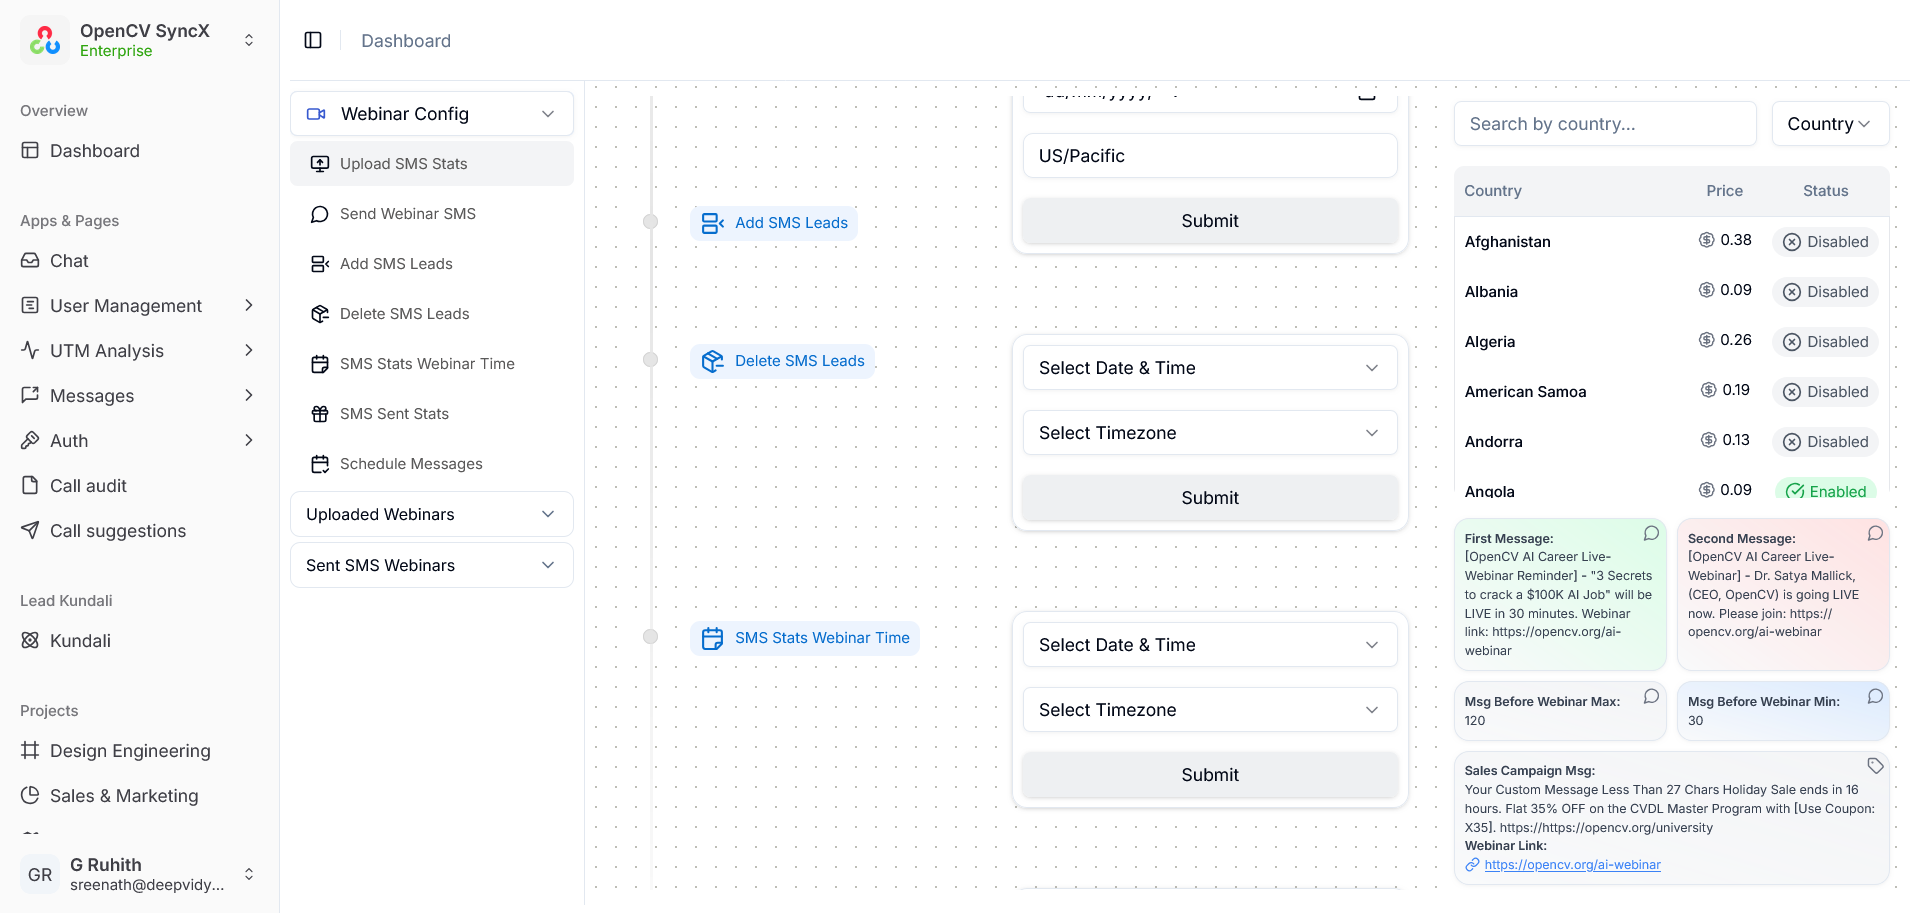 OpenCV SyncX
Enterprise
Overview
Dashboard
Apps & Pages
Chat
User Management
UTM Analysis
Messages
Auth
Call audit
Call suggestions
Lead Kundali
Kundali
Projects
Design Engineering
Sales & Marketing
GR
G Ruhith
sreenath@deepvidy...
Dashboard
Webinar Config
Upload SMS Stats
Send Webinar SMS
Add SMS Leads
Delete SMS Leads
SMS Stats Webinar Time
SMS Sent Stats
Schedule Messages
Uploaded Webinars
Sent SMS Webinars
Add SMS Leads
Delete SMS Leads
SMS Stats Webinar Time
US/Pacific
Submit
Select Date & Time
Select Timezone
Submit
Select Date & Time
Select Timezone
Submit
Search by country...
Country
Country Price Status
Afghanistan 0.38 Disabled
Albania 0.09 Disabled
Algeria 0.26 Disabled
American Samoa 0.19 Disabled
Andorra 0.13 Disabled
Angola 0.09 Enabled
First Message:
[OpenCV AI Career Live-
Webinar Reminder] - "3 Secrets
to crack a $100K AI Job" will be
LIVE in 30 minutes. Webinar
link: https://opencv.org/ai-
webinar
Second Message:
[OpenCV AI Career Live-
Webinar] - Dr. Satya Mallick,
(CEO, OpenCV) is going LIVE
now. Please join: https://
opencv.org/ai-webinar
Msg Before Webinar Max:
120
Msg Before Webinar Min:
30
Sales Campaign Msg:
Your Custom Message Less Than 27 Chars Holiday Sale ends in 16
hours. Flat 35% OFF on the CVDL Master Program with [Use Coupon:
X35]. https://https://opencv.org/university
Webinar Link:
https://opencv.org/ai-webinar